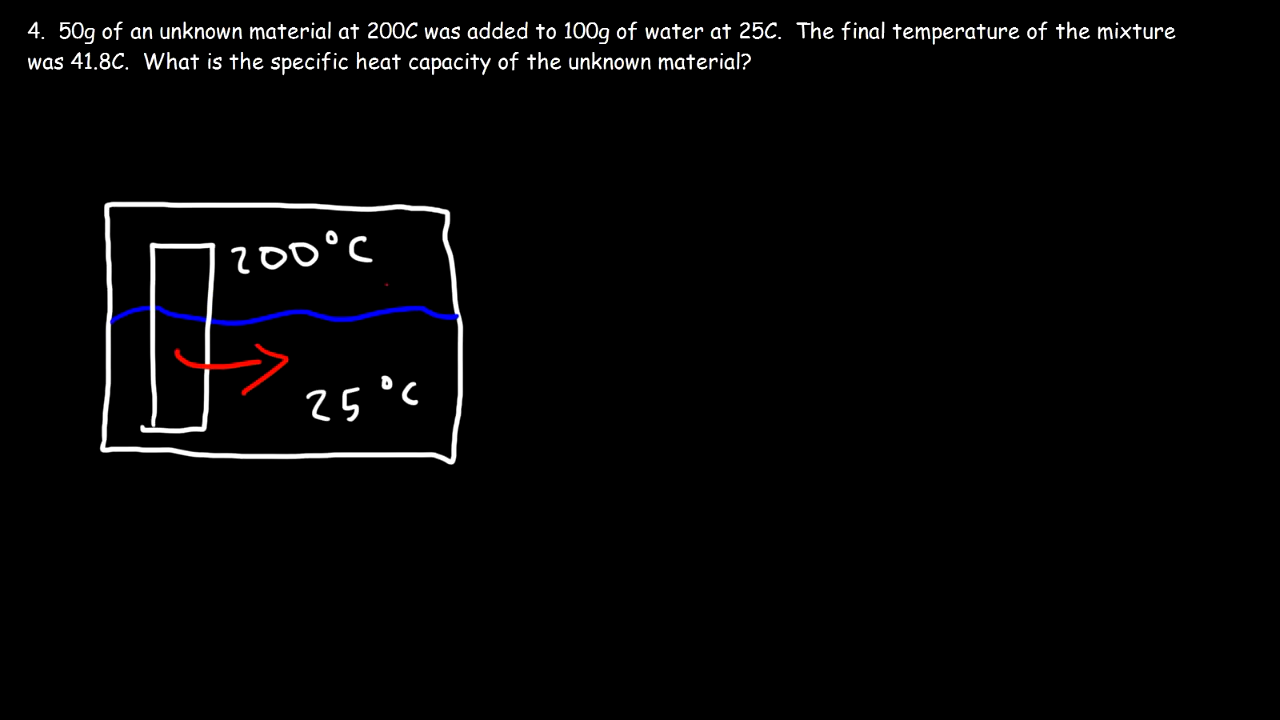 4. 50g of an unknown material at 200C was added to 100g of water at 25C. The final temperature of the mixture
was 41.8C. What is the specific heat capacity of the unknown material?
200°C
25°C